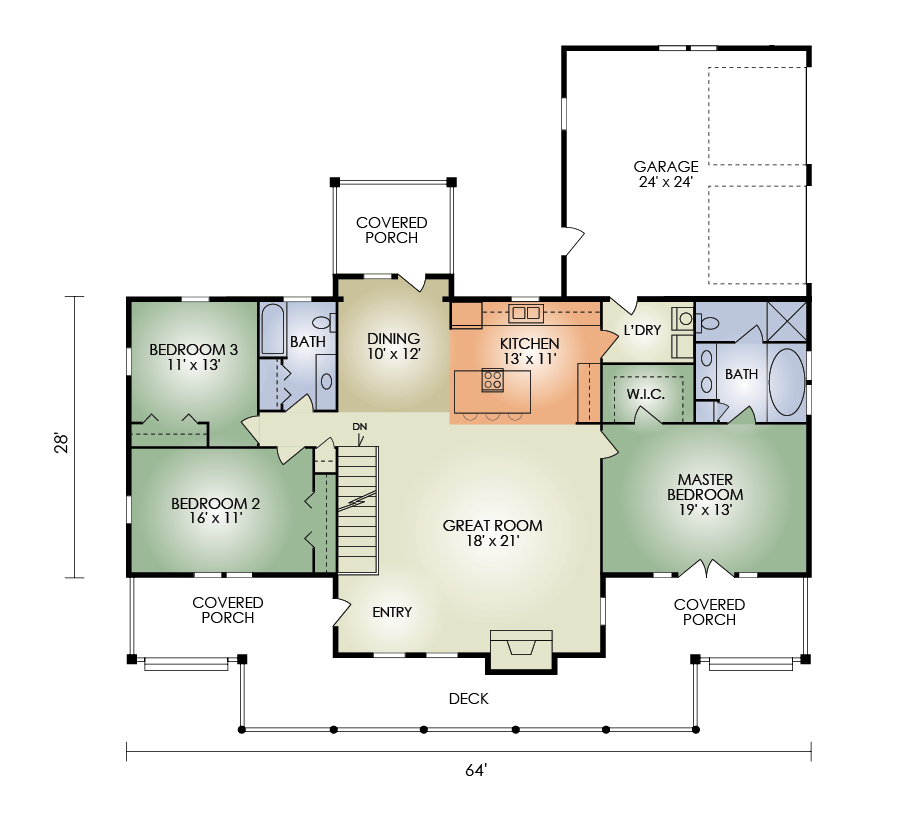 GARAGE
24' x 24'
COVERED
PORCH
L'DRY
DINING
10' x 12'
KITCHEN
13' x 11'
BATH
BEDROOM 3
11' x 13'
BATH
W.I.C.
DN
28'
MASTER
BEDROOM
19' x 13'
BEDROOM 2
16' x 11'
GREAT ROOM
18' x 21'
COVERED
PORCH
ENTRY
COVERED
PORCH
DECK
64'